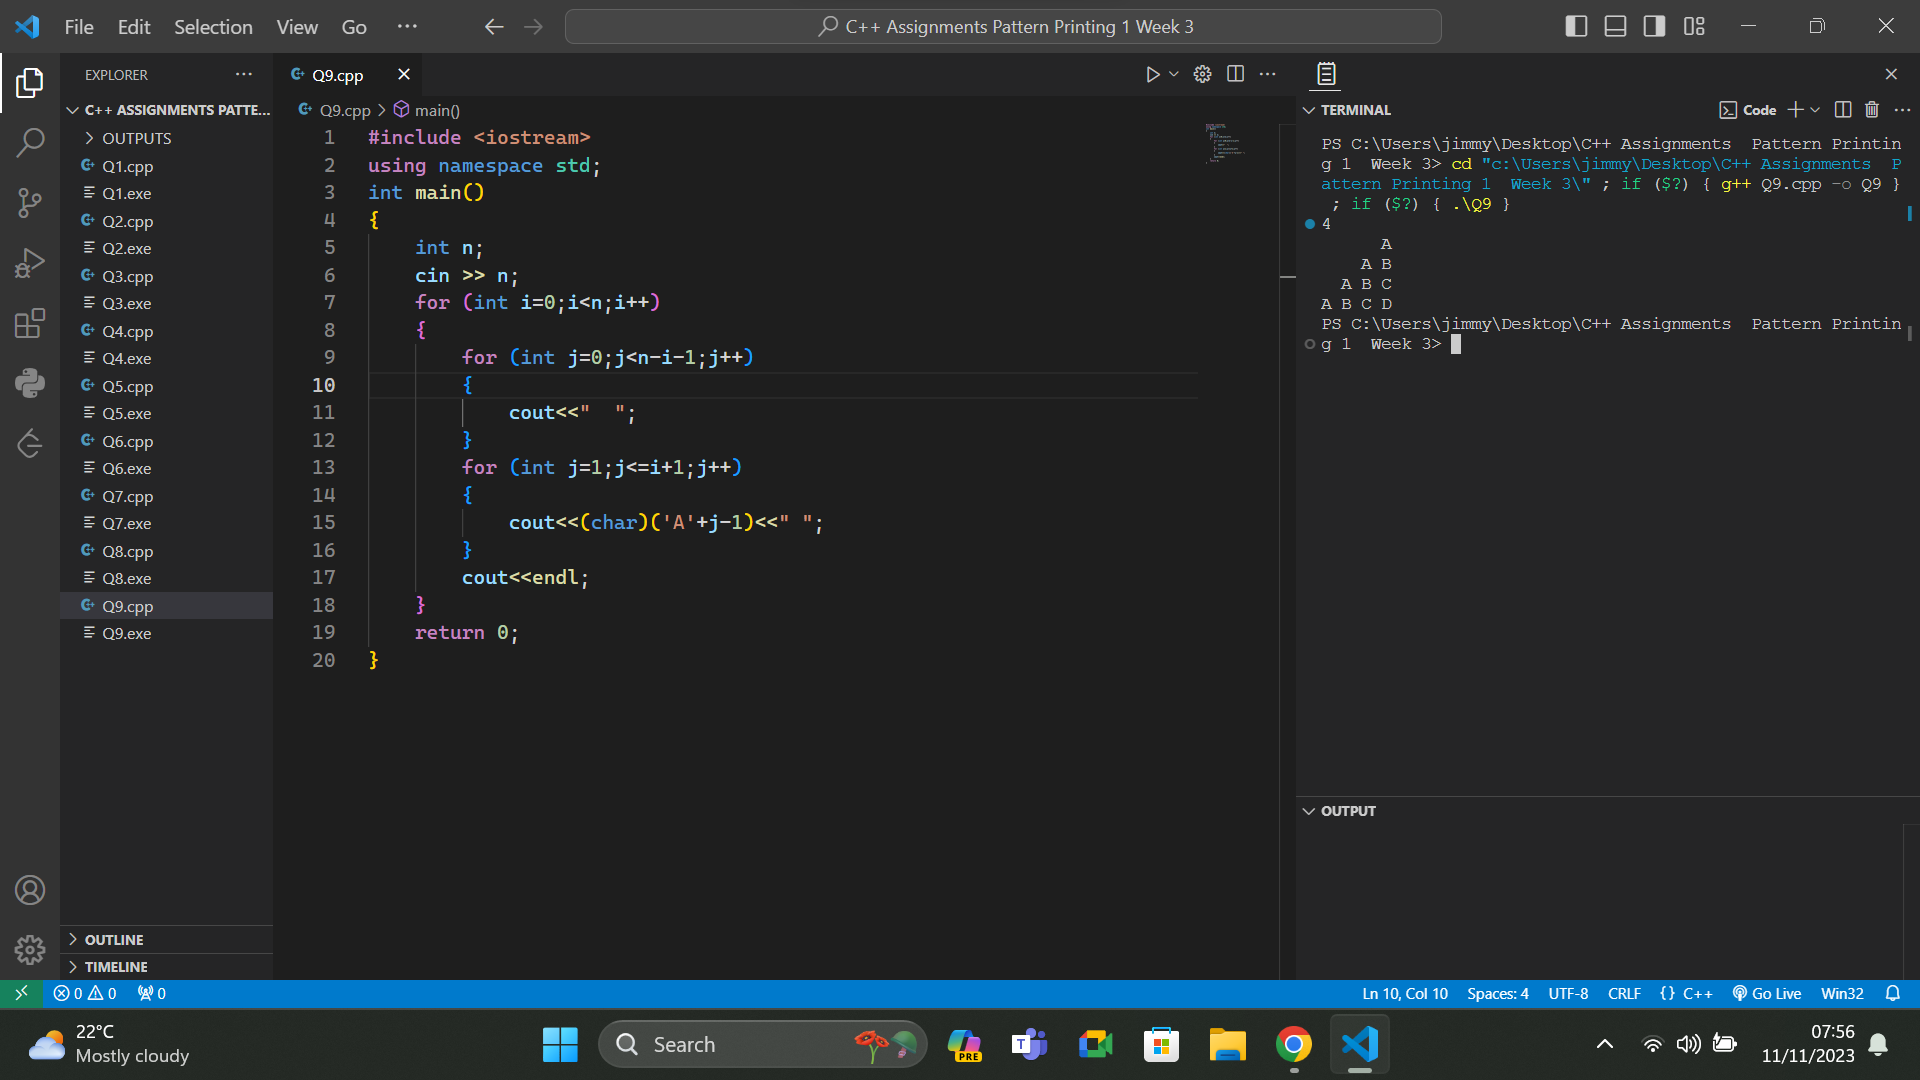 File Edit Selection View Go ··· C++ Assignments Pattern Printing 1 Week 3
EXPLORER ···
C++ ASSIGNMENTS PATTE...
OUTPUTS
Q1.cpp
Q1.exe
Q2.cpp
Q2.exe
Q3.cpp
Q3.exe
Q4.cpp
Q4.exe
Q5.cpp
Q5.exe
Q6.cpp
Q6.exe
Q7.cpp
Q7.exe
Q8.cpp
Q8.exe
Q9.cpp
Q9.exe
OUTLINE
TIMELINE
Q9.cpp
Q9.cpp > main()
1 #include <iostream>
2 using namespace std;
3 int main()
4 {
5     int n;
6     cin >> n;
7     for (int i=0;i<n;i++)
8     {
9         for (int j=0;j<n-i-1;j++)
10         {
11             cout<<"  ";
12         }
13         for (int j=1;j<=i+1;j++)
14         {
15             cout<<(char)('A'+j-1)<<" ";
16         }
17         cout<<endl;
18     }
19     return 0;
20 }
TERMINAL Code
PS C:\Users\jimmy\Desktop\C++ Assignments  Pattern Printin
g 1  Week 3> cd "c:\Users\jimmy\Desktop\C++ Assignments  P
attern Printing 1  Week 3\" ; if ($?) { g++ Q9.cpp -o Q9 }
 ; if ($?) { .\Q9 }
4
      A
    A B
  A B C
A B C D
PS C:\Users\jimmy\Desktop\C++ Assignments  Pattern Printin
g 1  Week 3>
OUTPUT
0 0 0 Ln 10, Col 10 Spaces: 4 UTF-8 CRLF {} C++ Go Live Win32
22°C
Mostly cloudy
Search
PRE
T
07:56
11/11/2023